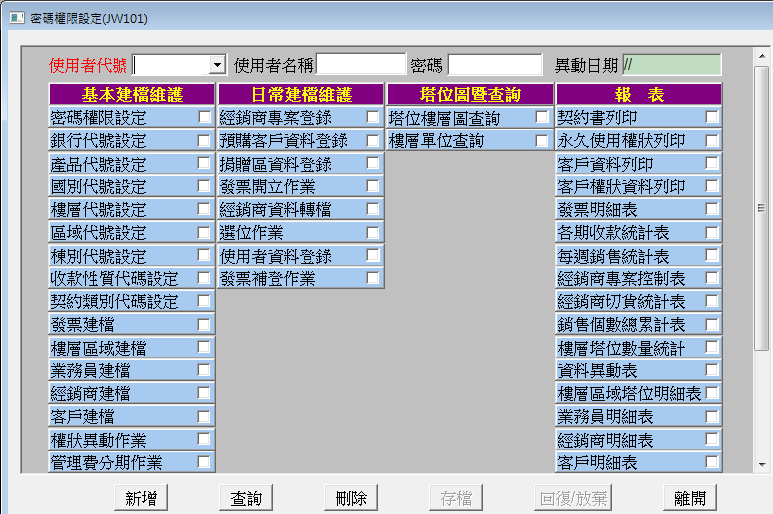 密碼權限設定(JW101)
使用者代號 使用者名稱 密碼 異動日期 //
基本建檔維護 日常建檔維護 塔位圖暨查詢 報 表
密碼權限設定 經銷商專案登錄 塔位樓層圖查詢 契約書列印
銀行代號設定 預購客戶資料登錄 樓層單位查詢 永久使用權狀列印
產品代號設定 捐贈區資料登錄 客戶資料列印
國別代號設定 發票開立作業 客戶權狀資料列印
樓層代號設定 經銷商資料轉檔 發票明細表
區域代號設定 選位作業 各期收款統計表
棟別代號設定 使用者資料登錄 每週銷售統計表
收款性質代碼設定 發票補登作業 經銷商專案控制表
契約類別代碼設定 經銷商切貨統計表
發票建檔 銷售個數總累計表
樓層區域建檔 樓層塔位數量統計
業務員建檔 資料異動表
經銷商建檔 樓層區域塔位明細表
客戶建檔 業務員明細表
權狀異動作業 經銷商明細表
管理費分期作業 客戶明細表
新增 查詢 刪除 存檔 回復/放棄 離開